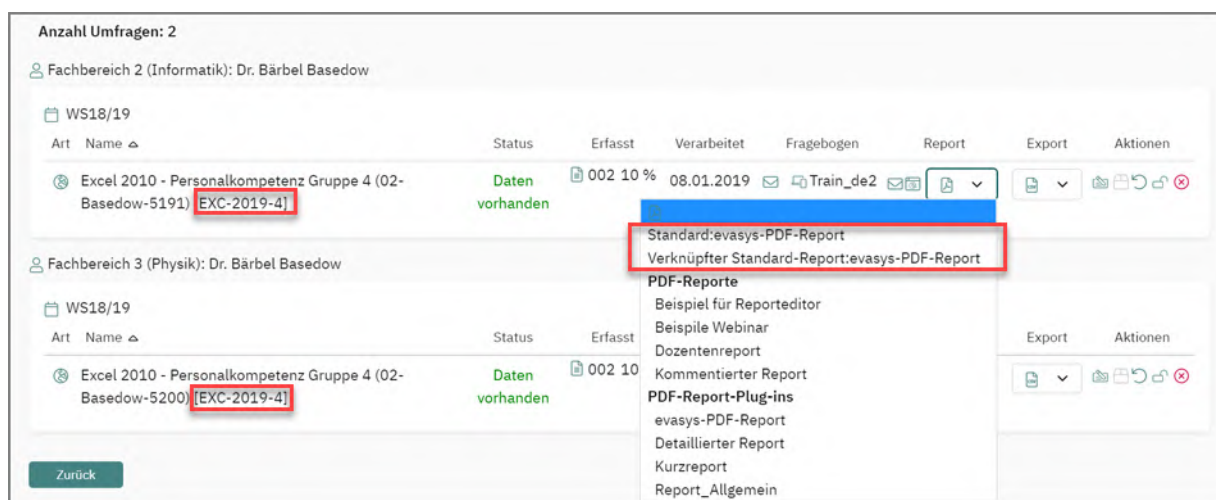 Anzahl Umfragen: 2
Fachbereich 2 (Informatik): Dr. Bärbel Basedow
WS18/19
Art Name Status Erfasst Verarbeitet Fragebogen Report Export Aktionen
Excel 2010 - Personalkompetenz Gruppe 4 (02- Daten 002 10 % 08.01.2019 Train_de2
Basedow-5191) [EXC-2019-4] vorhanden
Standard:evasys-PDF-Report
Verknüpfter Standard-Report:evasys-PDF-Report
Fachbereich 3 (Physik): Dr. Bärbel Basedow
PDF-Reporte
WS18/19
Beispiel für Reporteditor
Beispile Webinar
Art Name Status Erfasst Export Aktionen
Dozentenreport
Excel 2010 - Personalkompetenz Gruppe 4 (02- Daten 002 10
Kommentierter Report
Basedow-5200) [EXC-2019-4] vorhanden
PDF-Report-Plug-ins
evasys-PDF-Report
Detaillierter Report
Kurzreport
Zurück
Report_Allgemein